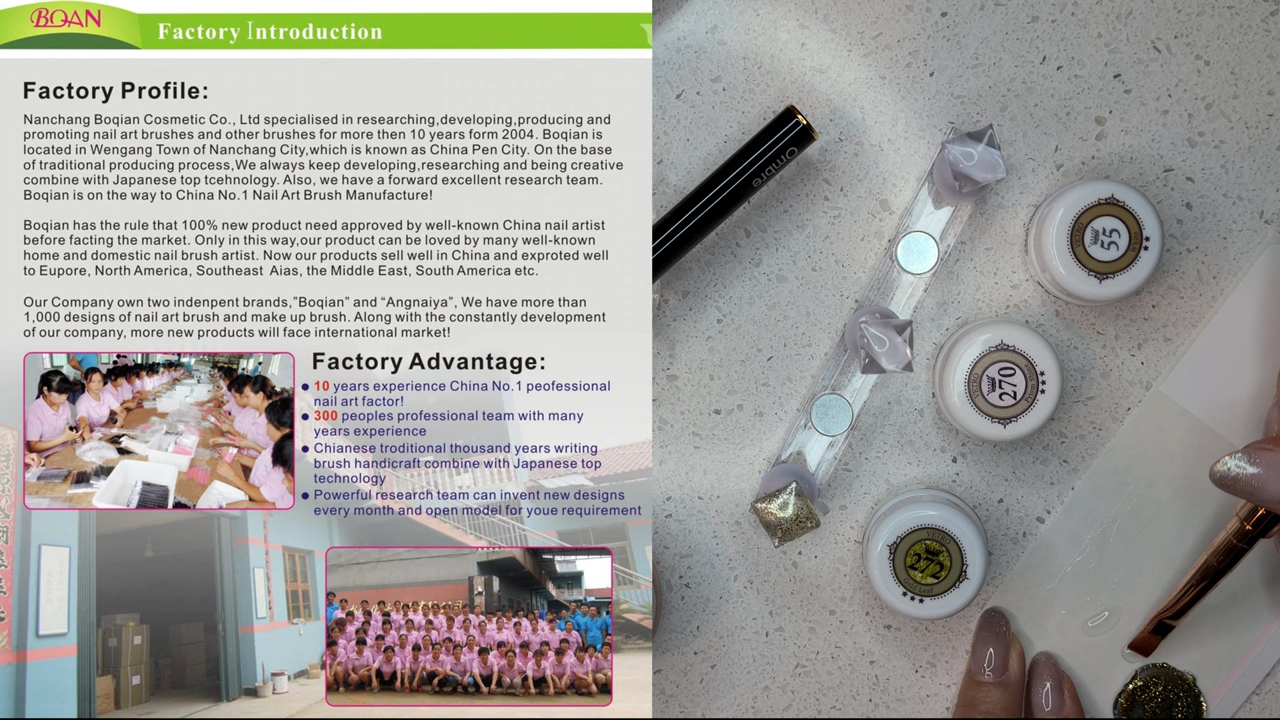 BOAN
Factory Introduction
Factory Profile:
Nanchang Boqian Cosmetic Co., Ltd specialised in researching,developing,producing and
promoting nail art brushes and other brushes for more then 10 years form 2004. Boqian is
located in Wengang Town of Nanchang City,which is known as China Pen City. On the base
of traditional producing process,We always keep developing,researching and being creative
combine with Japanese top tcehnology. Also, we have a forward excellent research team.
Boqian is on the way to China No.1 Nail Art Brush Manufacture!
Boqian has the rule that 100% new product need approved by well-known China nail artist
before facting the market. Only in this way,our product can be loved by many well-known
home and domestic nail brush artist. Now our products sell well in China and exproted well
to Eupore, North America, Southeast Aias, the Middle East, South America etc.
Our Company own two indenpent brands,"Boqian" and “Angnaiya”, We have more than
1,000 designs of nail art brush and make up brush. Along with the constantly development
of our company, more new products will face international market!
Factory Advantage:
10 years experience China No.1 peofessional
nail art factor!
300 peoples professional team with many
years experience
Chianese troditional thousand years writing
brush handicraft combine with Japanese top
technology
Powerful research team can invent new designs
every month and open model for youe requirement
Ombre
VETRO
55
VETRO
270
VETRO
272
Gold Leaf